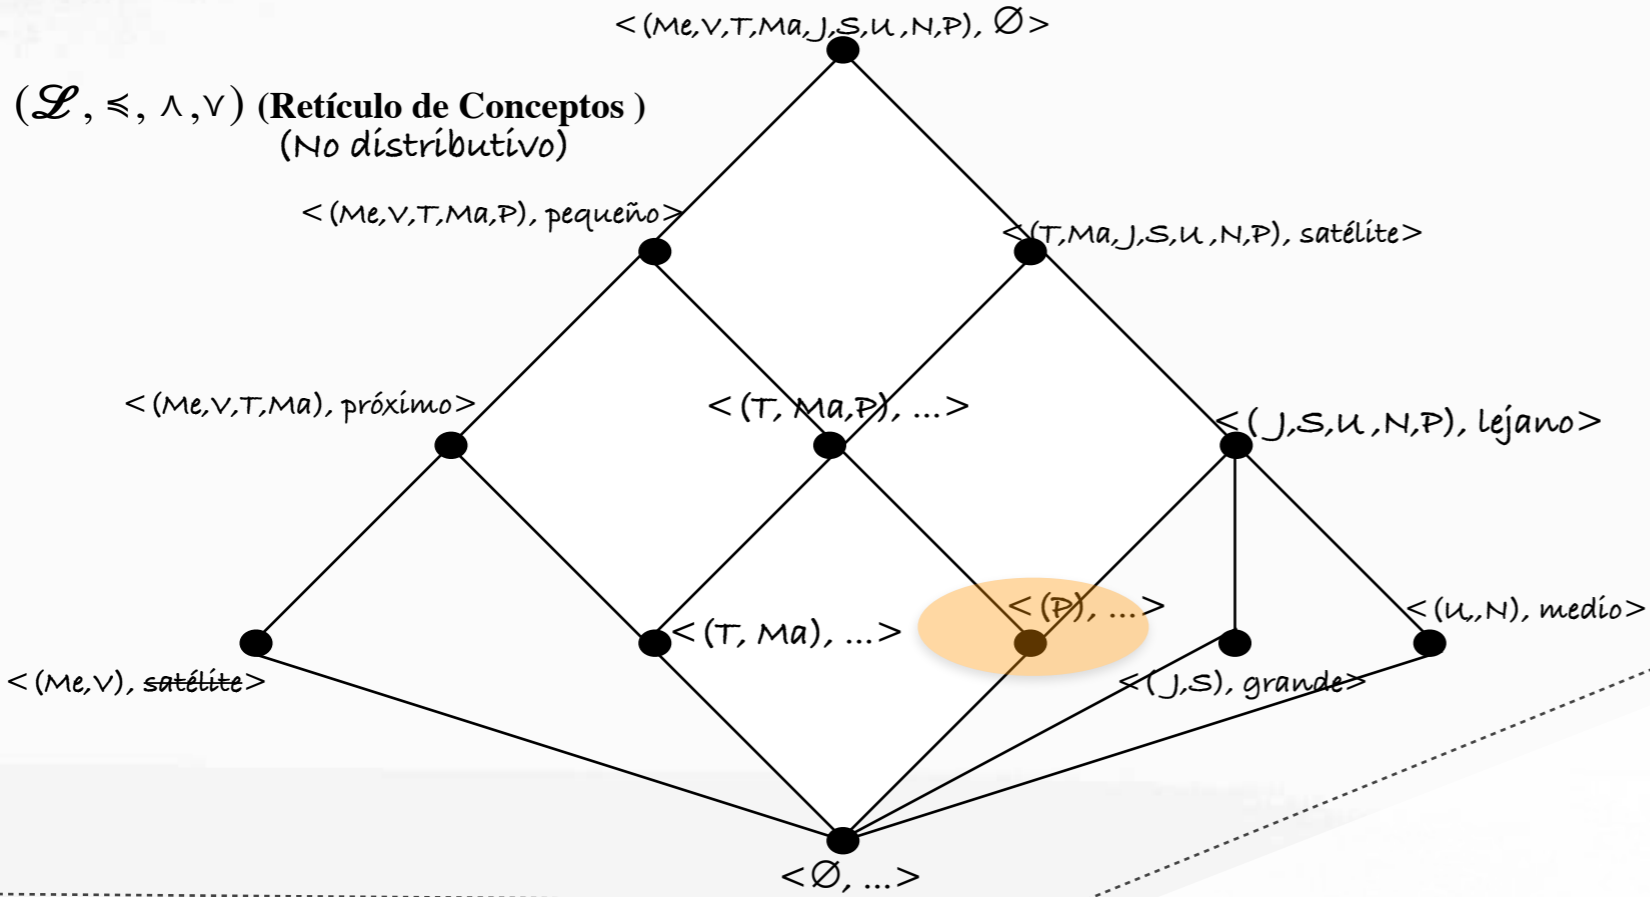 <(Me,V,T,Ma,J,S,U,N,P), ∅>
(ℒ, ≼, ∧, ∨) (Retículo de Conceptos )
(No distributivo)
<(Me,V,T,Ma,P), pequeño>
<(T,Ma,J,S,U,N,P), satélite>
<(Me,V,T,Ma), próximo>
<(T, Ma,P), ...>
<( J,S,U,N,P), lejano>
<(P), ...>
<(U,,N), medio>
<(T, Ma), ...>
<(Me,V), satélite>
<( J,S), grande>
<∅, ...>